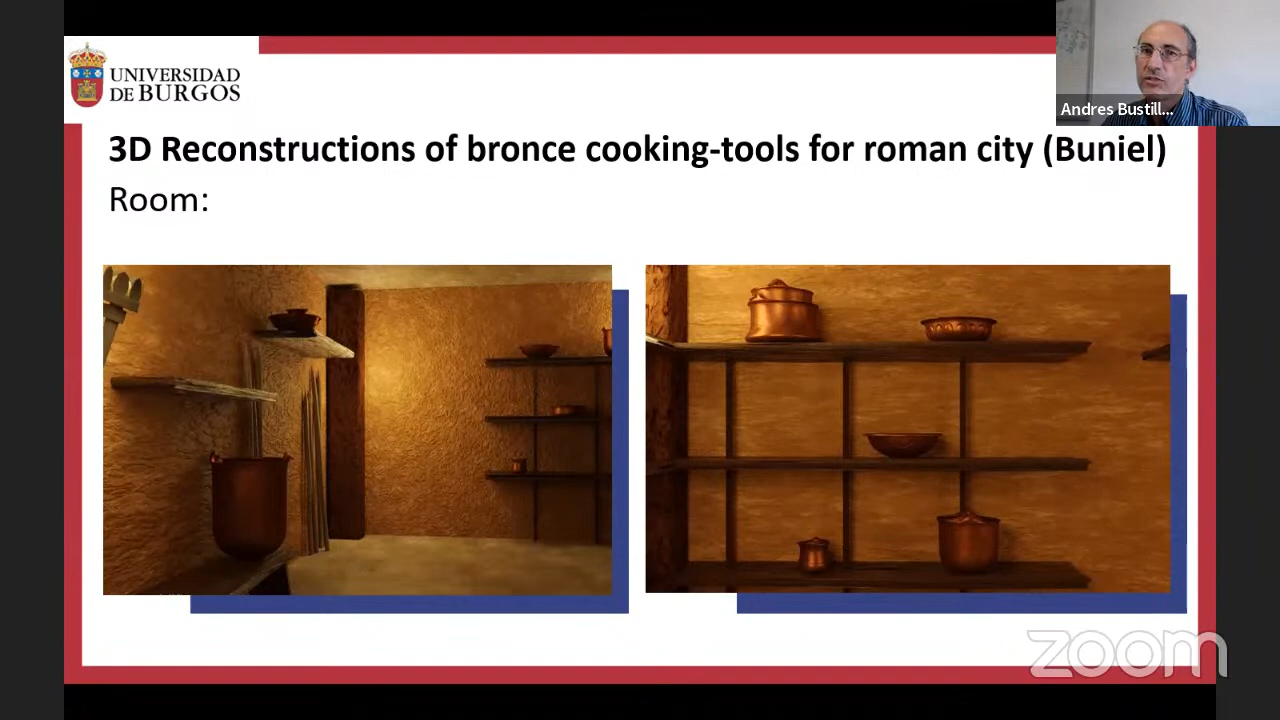 UNIVERSIDAD
DE BURGOS
Andres Bustill...
3D Reconstructions of bronce cooking-tools for roman city (Buniel)
Room:
zoom